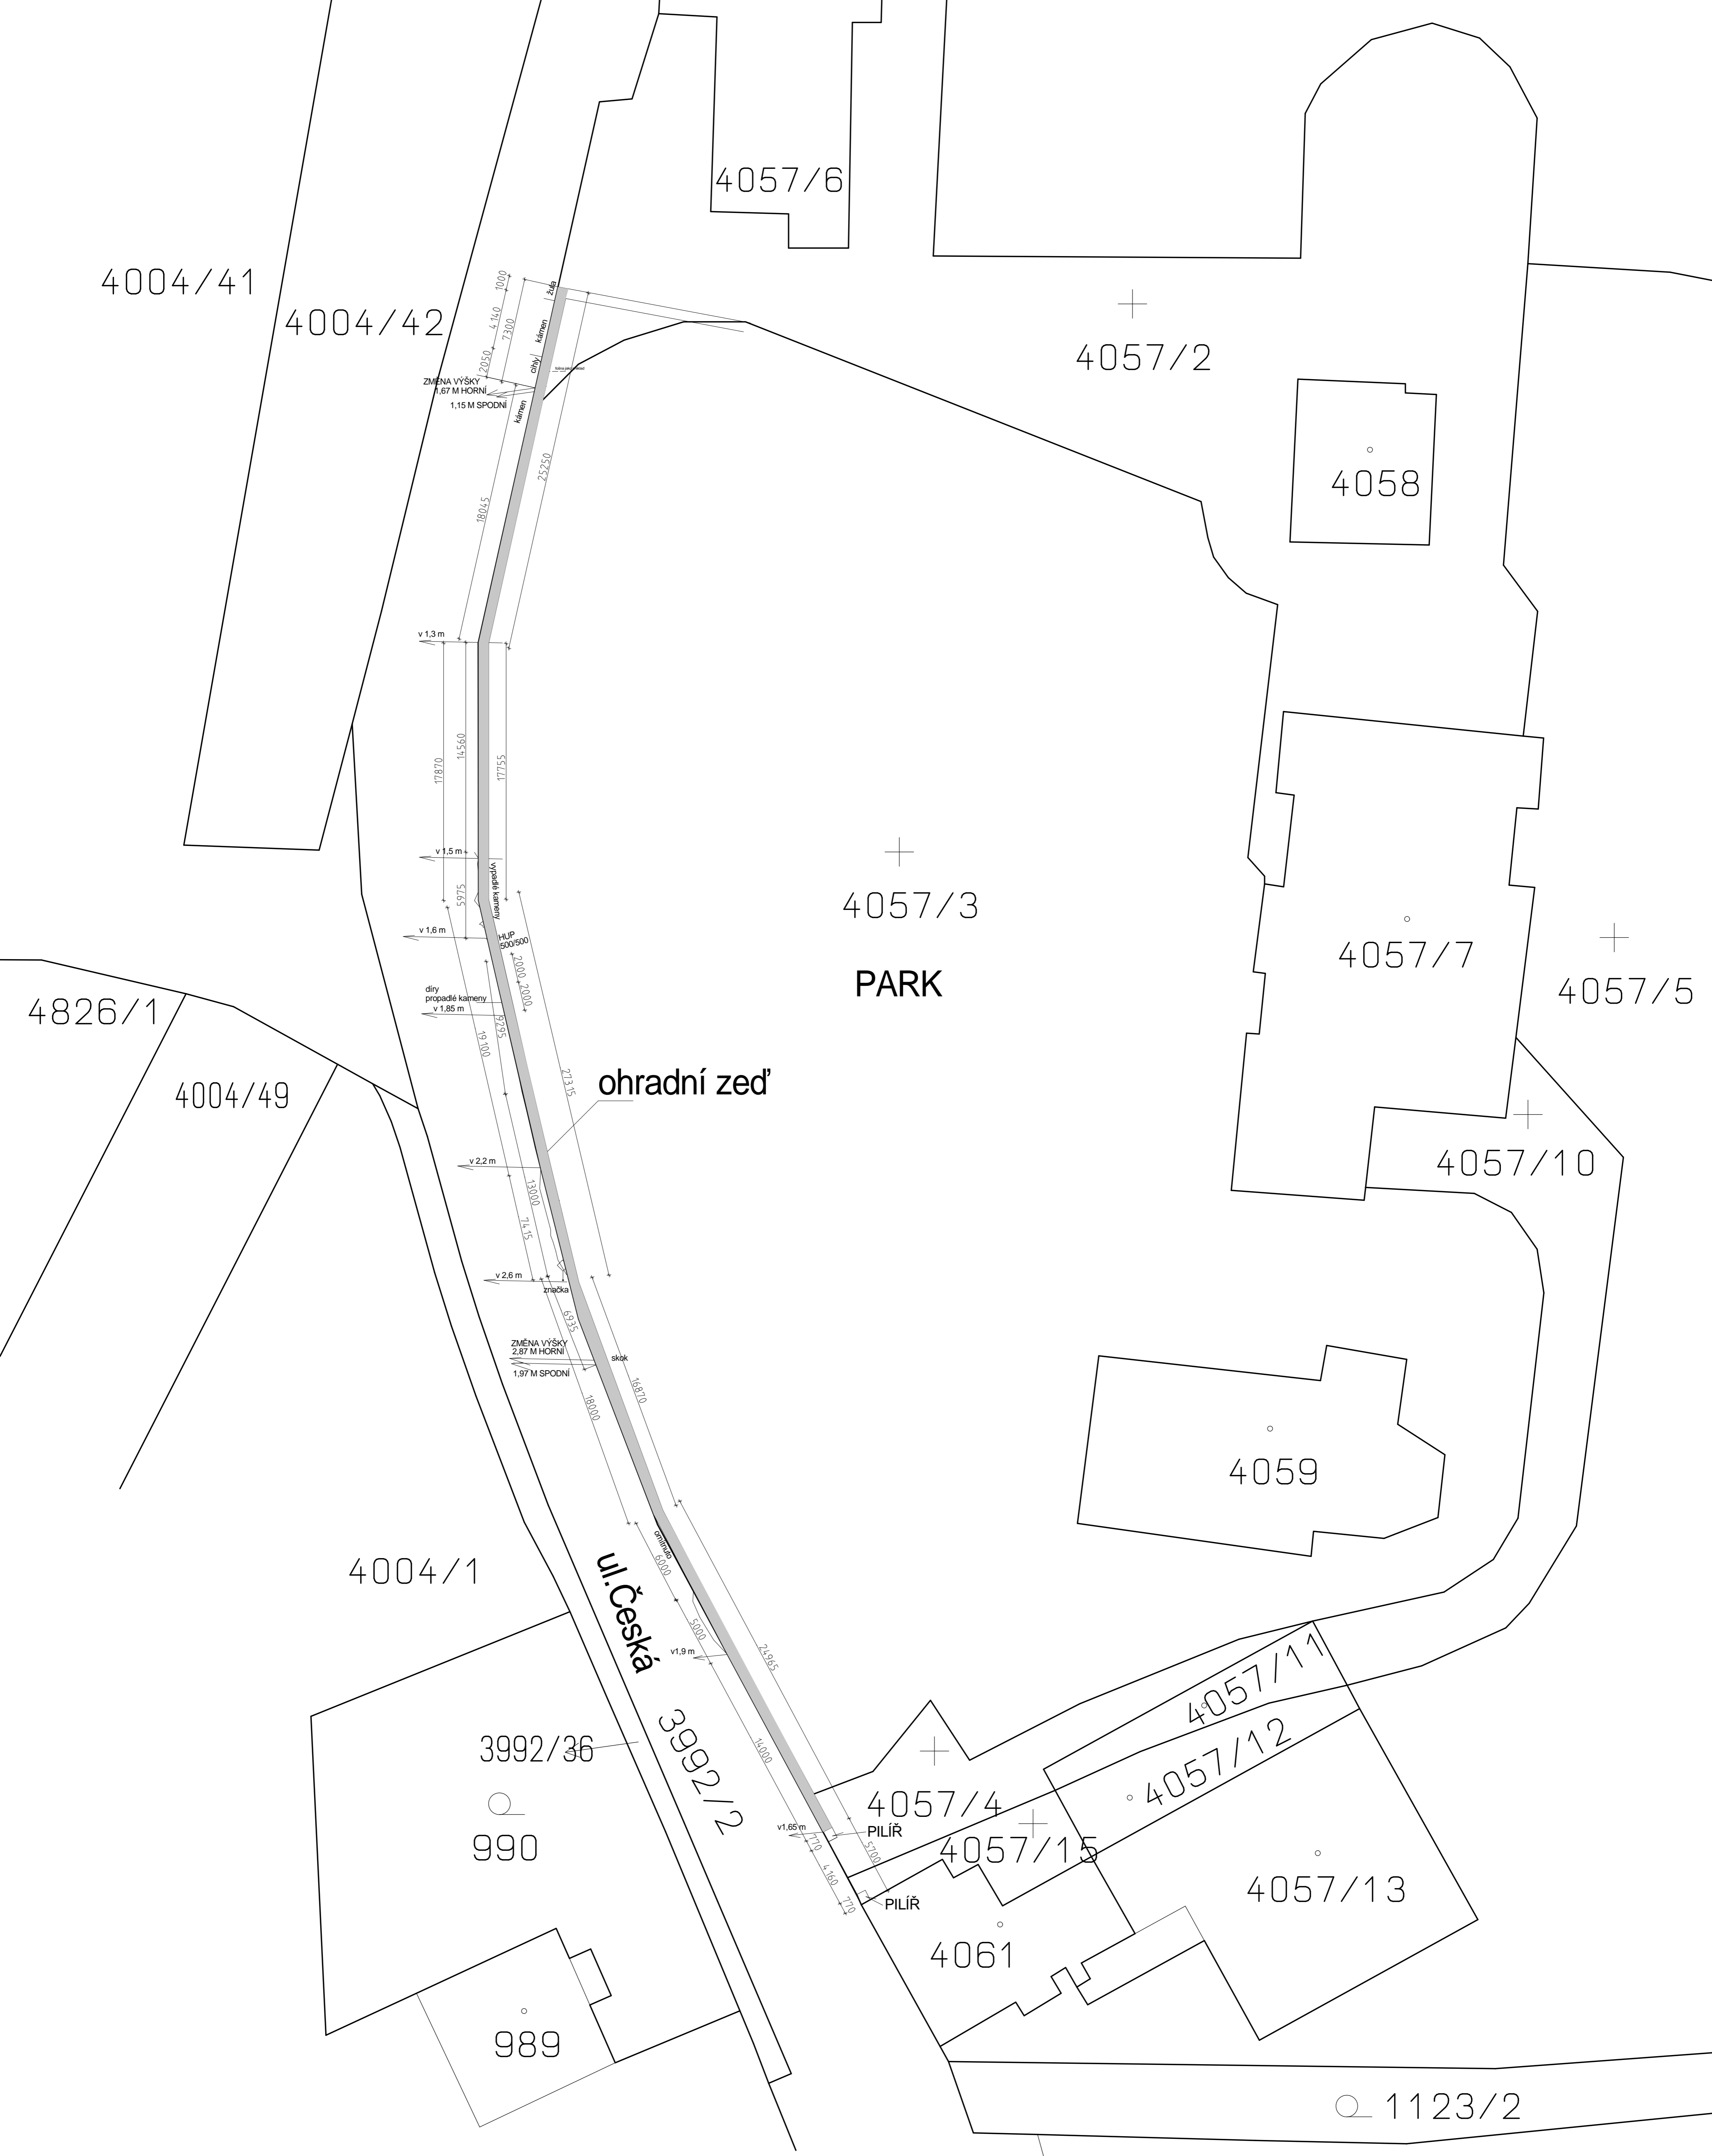 4057/6
4004/41
4004/42
1000
4140
7300
2050
žula
kámen
cihly
ZMĚNA VÝŠKY
1,67 M HORNÍ
1,15 M SPODNÍ
kámen
25250
18045
4057/2
4058
v 1,3 m
17870
14560
17755
v 1,5 m
5975
vypadlé kameny
v 1,6 m
HUP
500/500
2000
2000
díry
propadlé kameny
v 1,85 m
9295
19100
27315
4057/3
PARK
4057/7
4057/5
4826/1
4004/49
ohradní zeď
4057/10
v 2,2 m
13000
7415
v 2,6 m
značka
6935
ZMĚNA VÝŠKY
2,87 M HORNÍ
1,97 M SPODNÍ
skok
16870
18000
4059
omítnuto
6000
4004/1
ul.Česká
5000
v1,9 m
24965
14000
3992/36
3992/2
990
4057/11
4057/12
4057/4
PILÍŘ
v1,65 m
770
5700
4057/15
4160
770
PILÍŘ
4057/13
4061
989
1123/2